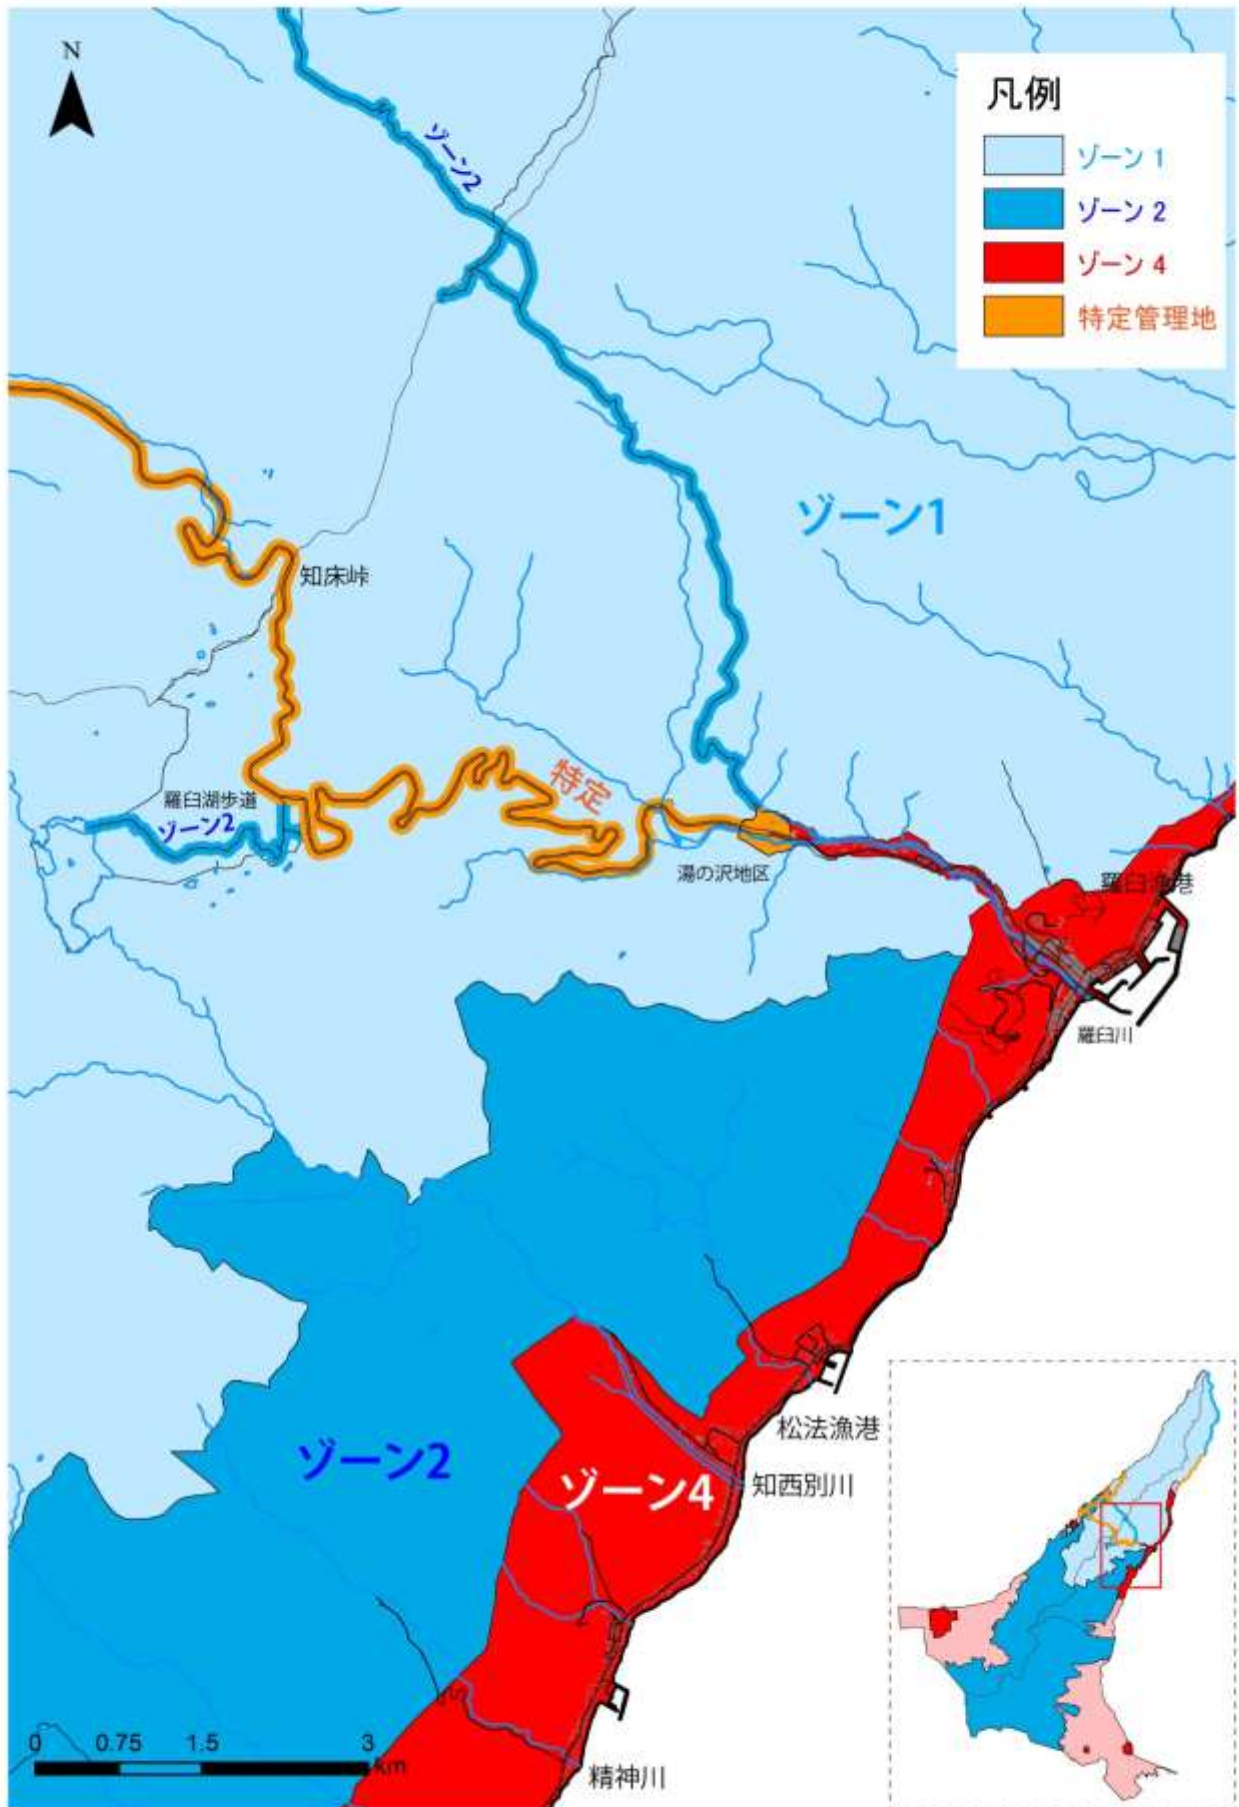 N
凡例
ゾーン 1
ゾーン 2
ゾーン 4
特定管理地
ゾーン2
ゾーン1
知床峠
特定
羅臼湖歩道
ゾーン2
湯の沢地区
羅臼漁港
羅臼川
松法漁港
ゾーン2
ゾーン4
知西別川
0 0.75 1.5 3
km
精神川